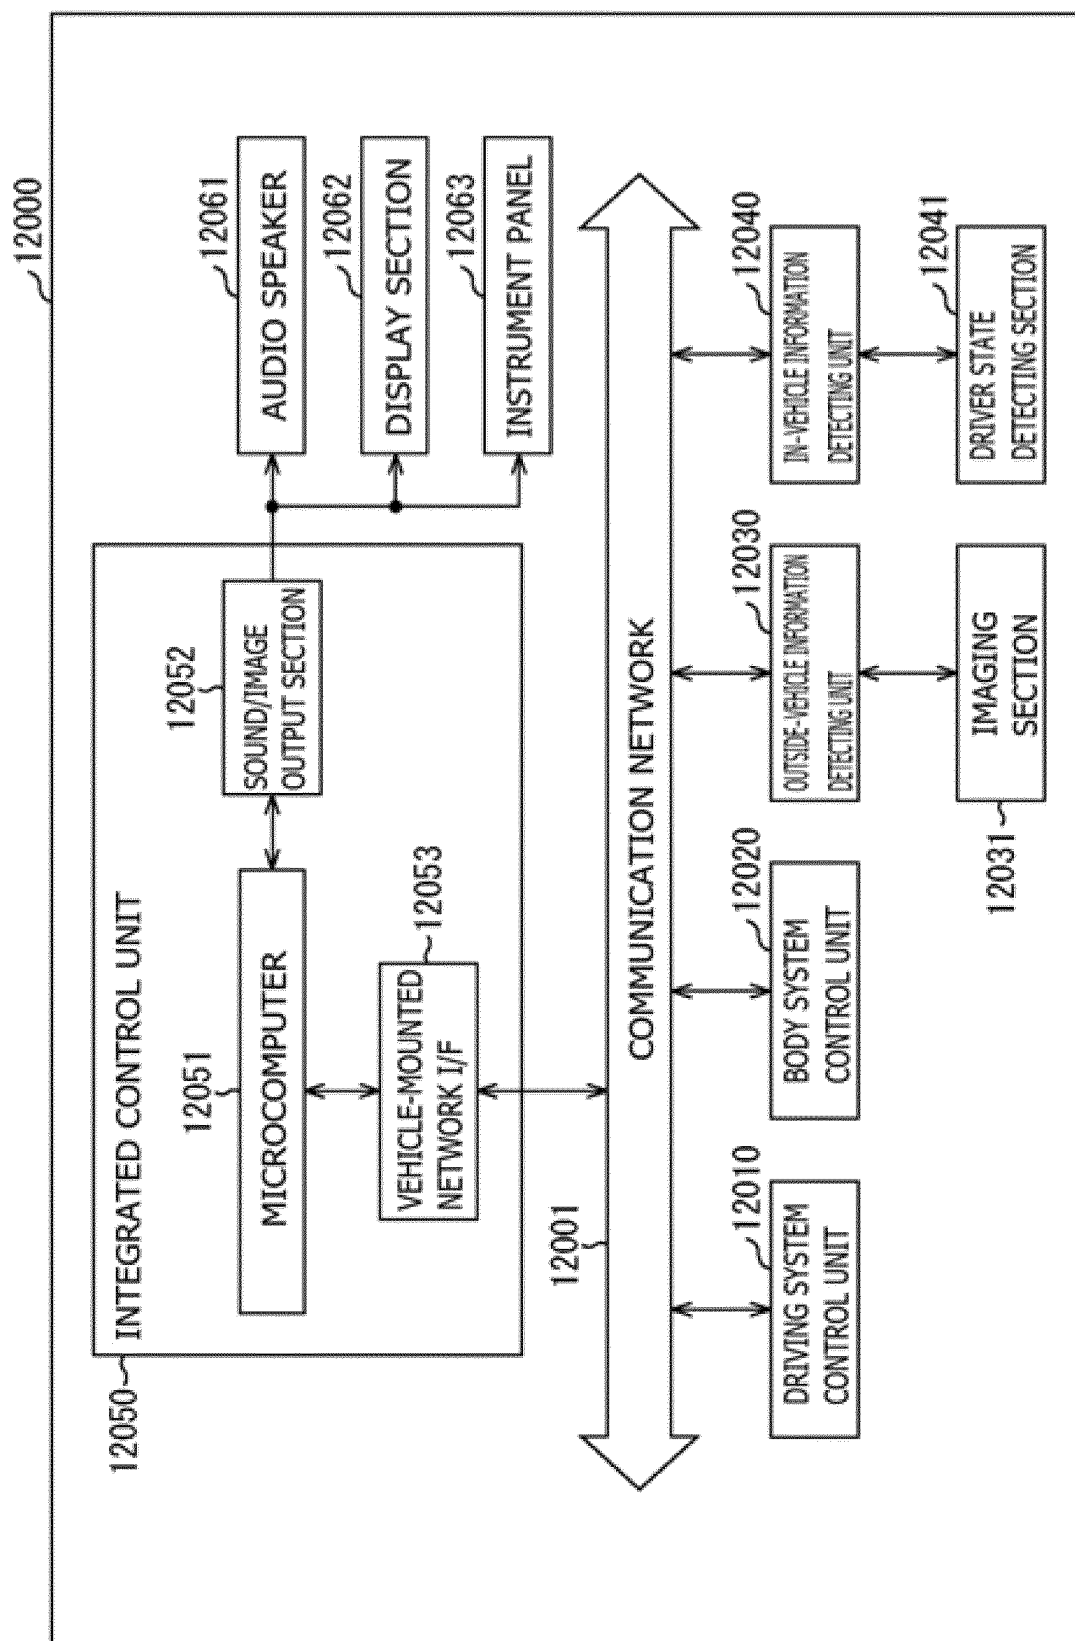 12000
12050
INTEGRATED CONTROL UNIT
12051
MICROCOMPUTER
12052
SOUND/IMAGE
OUTPUT SECTION
12061
AUDIO SPEAKER
12062
DISPLAY SECTION
12063
INSTRUMENT PANEL
12053
VEHICLE-MOUNTED
NETWORK I/F
12001
COMMUNICATION NETWORK
12010
DRIVING SYSTEM
CONTROL UNIT
12020
BODY SYSTEM
CONTROL UNIT
12030
OUTSIDE-VEHICLE INFORMATION
DETECTING UNIT
12040
IN-VEHICLE INFORMATION
DETECTING UNIT
12031
IMAGING
SECTION
12041
DRIVER STATE
DETECTING SECTION